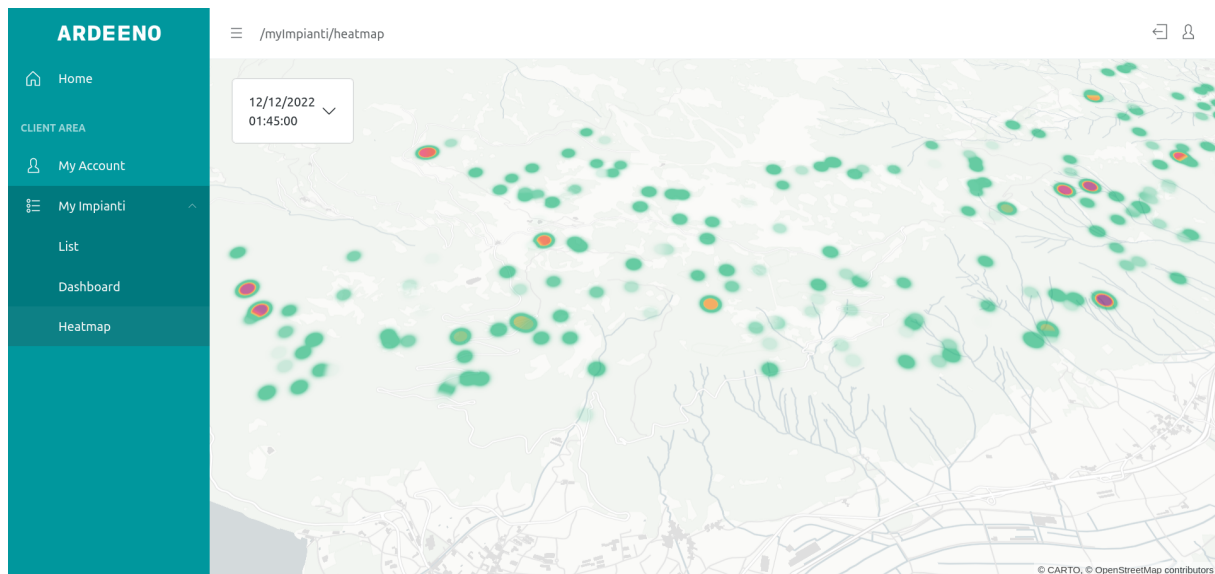 ARDEENO
/myImpianti/heatmap
Home
12/12/2022
01:45:00
CLIENT AREA
My Account
My Impianti
List
Dashboard
Heatmap
© CARTO, © OpenStreetMap contributors